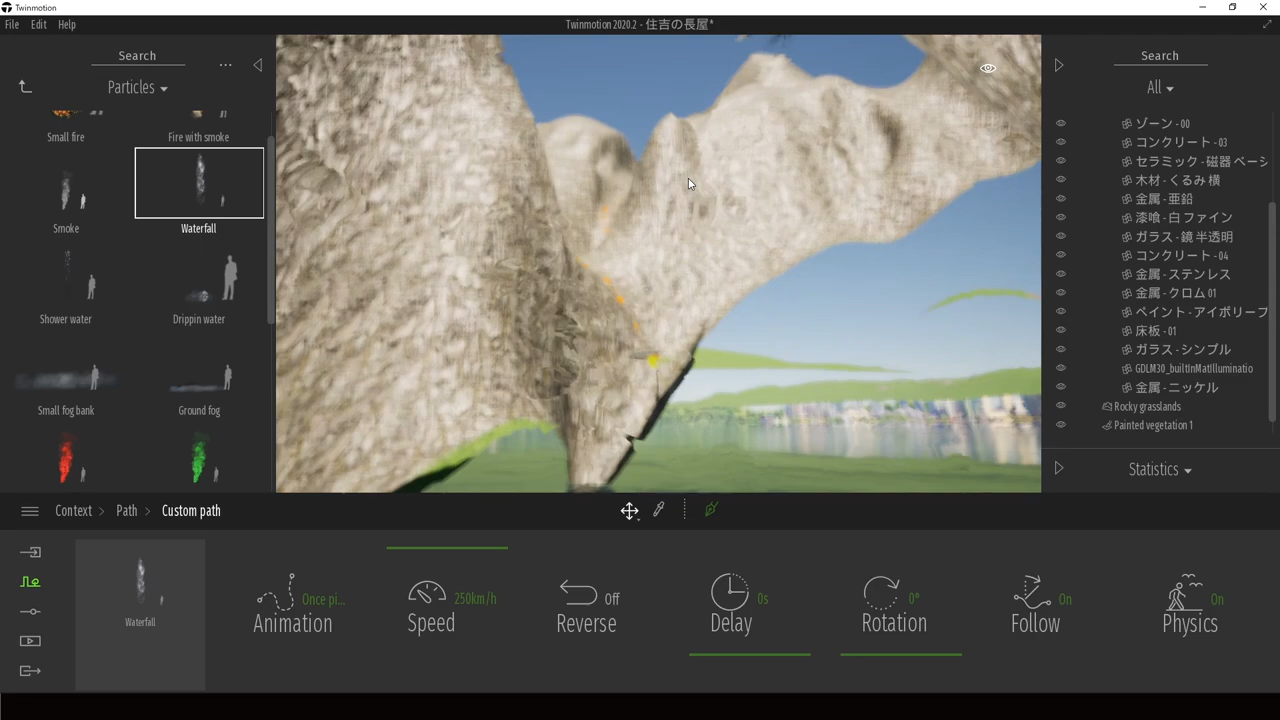 Twinmotion
File Edit Help
Twinmotion 2020.2 - 住吉の長屋*
Search
...
Particles
Small fire
Fire with smoke
Smoke
Waterfall
Shower water
Drippin water
Small fog bank
Ground fog
Search
All
ゾーン - 00
コンクリート - 03
セラミック - 磁器 ベーシ
木材 - くるみ 横
金属 - 亜鉛
漆喰 - 白 ファイン
ガラス - 鏡 半透明
コンクリート - 04
金属 - ステンレス
金属 - クロム 01
ペイント - アイボリーブ
床板 - 01
ガラス - シンプル
GDLM30_builtInMatIlluminatio
金属 - ニッケル
Rocky grasslands
Painted vegetation 1
Statistics
Context > Path > Custom path
Waterfall
Once pi...
Animation
250km/h
Speed
Off
Reverse
0s
Delay
0°
Rotation
On
Follow
On
Physics